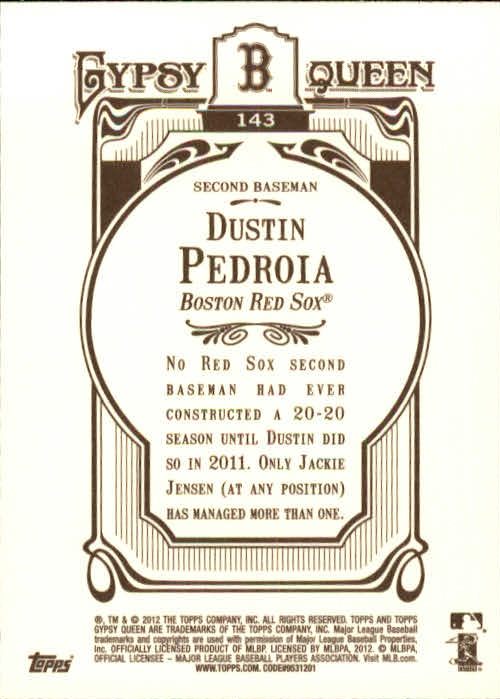 GYPSY B QUEEN
143
SECOND BASEMAN
DUSTIN
PEDROIA
BOSTON RED SOX®
NO RED SOX SECOND
BASEMAN HAD EVER
CONSTRUCTED A 20-20
SEASON UNTIL DUSTIN DID
SO IN 2011. ONLY JACKIE
JENSEN (AT ANY POSITION)
HAS MANAGED MORE THAN ONE.
®, TM & © 2012 THE TOPPS COMPANY, INC. ALL RIGHTS RESERVED. TOPPS AND TOPPS
GYPSY QUEEN ARE TRADEMARKS OF THE TOPPS COMPANY, INC. Major League Baseball
trademarks and copyrights are used with permission of Major League Baseball Properties,
Inc. OFFICIALLY LICENSED PRODUCT OF MLBP. LICENSED BY MLBPA, 2012. © MLBPA,
OFFICIAL LICENSEE – MAJOR LEAGUE BASEBALL PLAYERS ASSOCIATION. Visit MLB.com.
WWW.TOPPS.COM. CODE#9531201
Topps